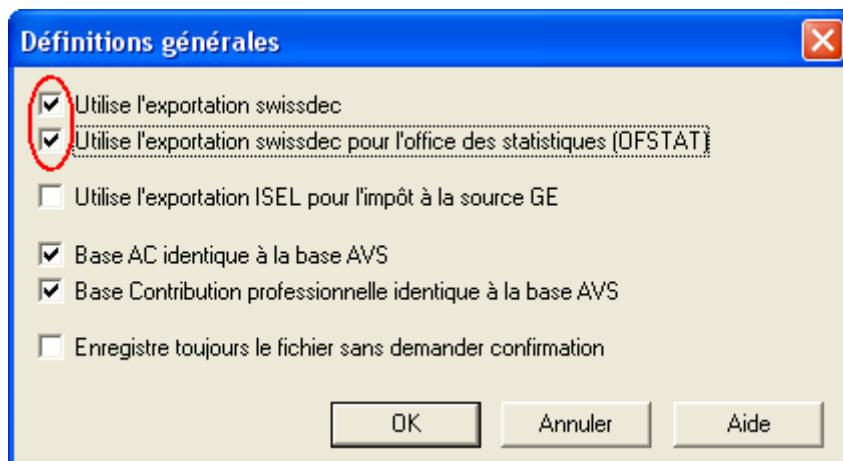 Définitions générales
Utilise l'exportation swissdec
Utilise l'exportation swissdec pour l'office des statistiques (OFSTAT)
Utilise l'exportation ISEL pour l'impôt à la source GE
Base AC identique à la base AVS
Base Contribution professionnelle identique à la base AVS
Enregistre toujours le fichier sans demander confirmation
OK Annuler Aide